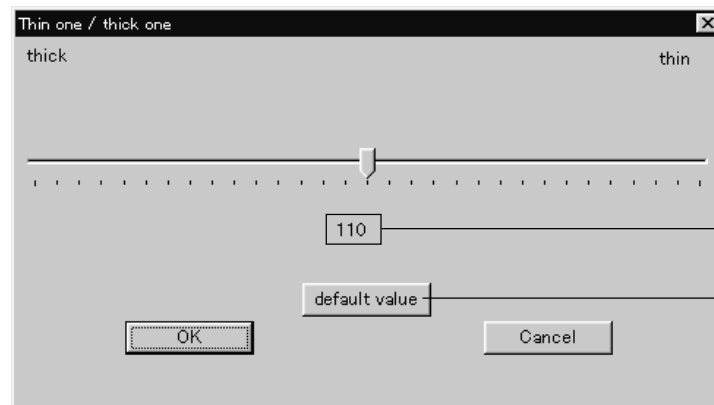 Thin one / thick one
thick
thin
110
default value
OK
Cancel